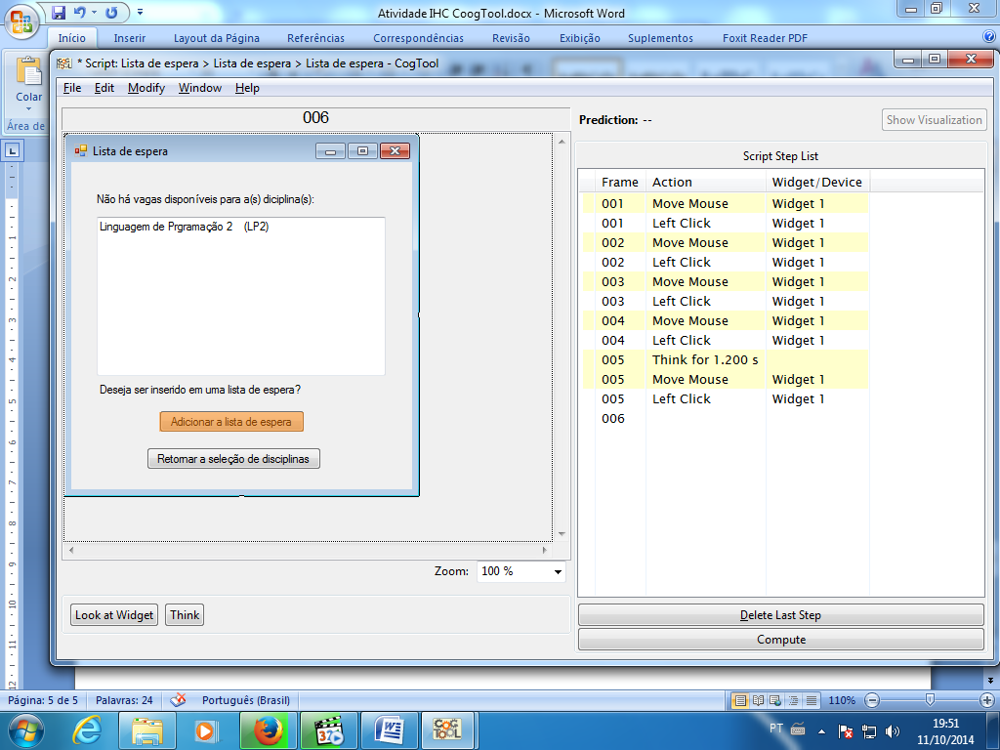 Atividade IHC CoogTool.docx - Microsoft Word
Início Inserir Layout da Página Referências Correspondências Revisão Exibição Suplementos Foxit Reader PDF
Colar
Área de
* Script: Lista de espera > Lista de espera > Lista de espera - CogTool
File Edit Modify Window Help
006
Lista de espera
Não há vagas disponíveis para a(s) diciplina(s):
Linguagem de Prgramação 2 (LP2)
Deseja ser inserido em uma lista de espera?
Adicionar a lista de espera
Retornar a seleção de disciplinas
Zoom: 100 %
Look at Widget Think
Prediction: -- Show Visualization
Script Step List
Frame Action Widget/Device
001 Move Mouse Widget 1
001 Left Click Widget 1
002 Move Mouse Widget 1
002 Left Click Widget 1
003 Move Mouse Widget 1
003 Left Click Widget 1
004 Move Mouse Widget 1
004 Left Click Widget 1
005 Think for 1.200 s
005 Move Mouse Widget 1
005 Left Click Widget 1
006
Delete Last Step
Compute
Página: 5 de 5 Palavras: 24 Português (Brasil) 110%
PT 19:51
11/10/2014